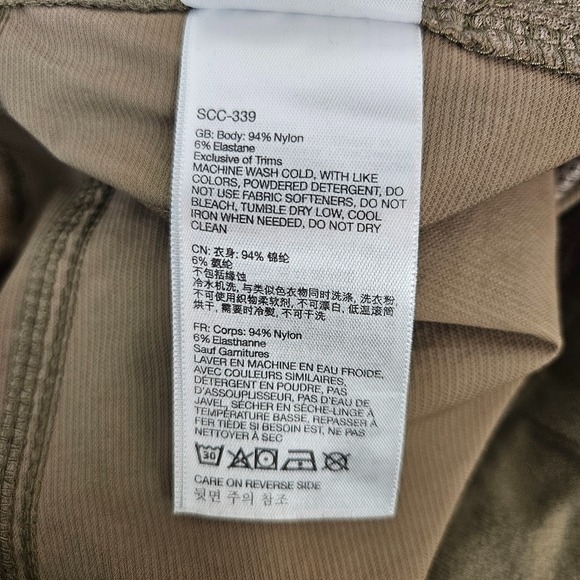 SCC-339
GB: Body: 94% Nylon
6% Elastane
Exclusive of Trims
MACHINE WASH COLD, WITH LIKE
COLORS, POWDERED DETERGENT, DO
NOT USE FABRIC SOFTENERS, DO NOT
BLEACH, TUMBLE DRY LOW, COOL
IRON WHEN NEEDED, DO NOT DRY
CLEAN
CN: 衣身: 94% 锦纶
6% 氨纶
不包括缘蚀
冷水机洗, 与类似色衣物同时洗涤, 洗衣粉,
不可使用织物柔软剂, 不可漂白, 低温滚筒
烘干, 需要时冷熨, 不可干洗
FR: Corps: 94% Nylon
6% Elasthanne
Sauf Garnitures
LAVER EN MACHINE EN EAU FROIDE,
AVEC COULEURS SIMILAIRES,
DÉTERGENT EN POUDRE, PAS
D'ASSOUPLISSEUR, PAS D'EAU DE
JAVEL, SÉCHER EN SÈCHE-LINGE À
TEMPÉRATURE BASSE, REPASSER À
FER TIÈDE SI BESOIN EST, NE PAS
NETTOYER À SEC
30
CARE ON REVERSE SIDE
뒷면 주의 참조